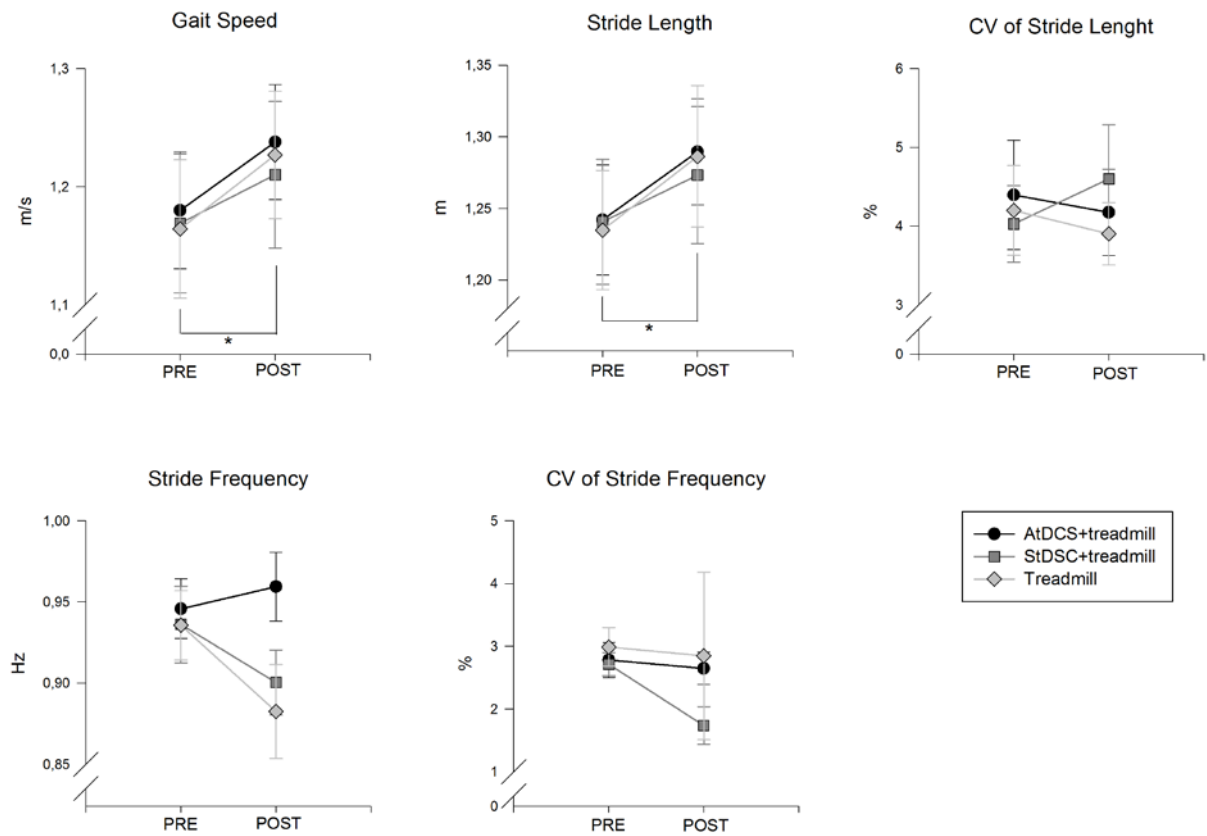 Gait Speed
1,3
1,2
1,1
0,0
m/s
*
PRE
POST
Stride Length
1,35
1,30
1,25
1,20
m
*
PRE
POST
CV of Stride Lenght
6
5
4
3
0
%
PRE
POST
Stride Frequency
1,00
0,95
0,90
0,85
Hz
PRE
POST
CV of Stride Frequency
5
4
3
2
1
0
%
PRE
POST
AtDCS+treadmill
StDSC+treadmill
Treadmill